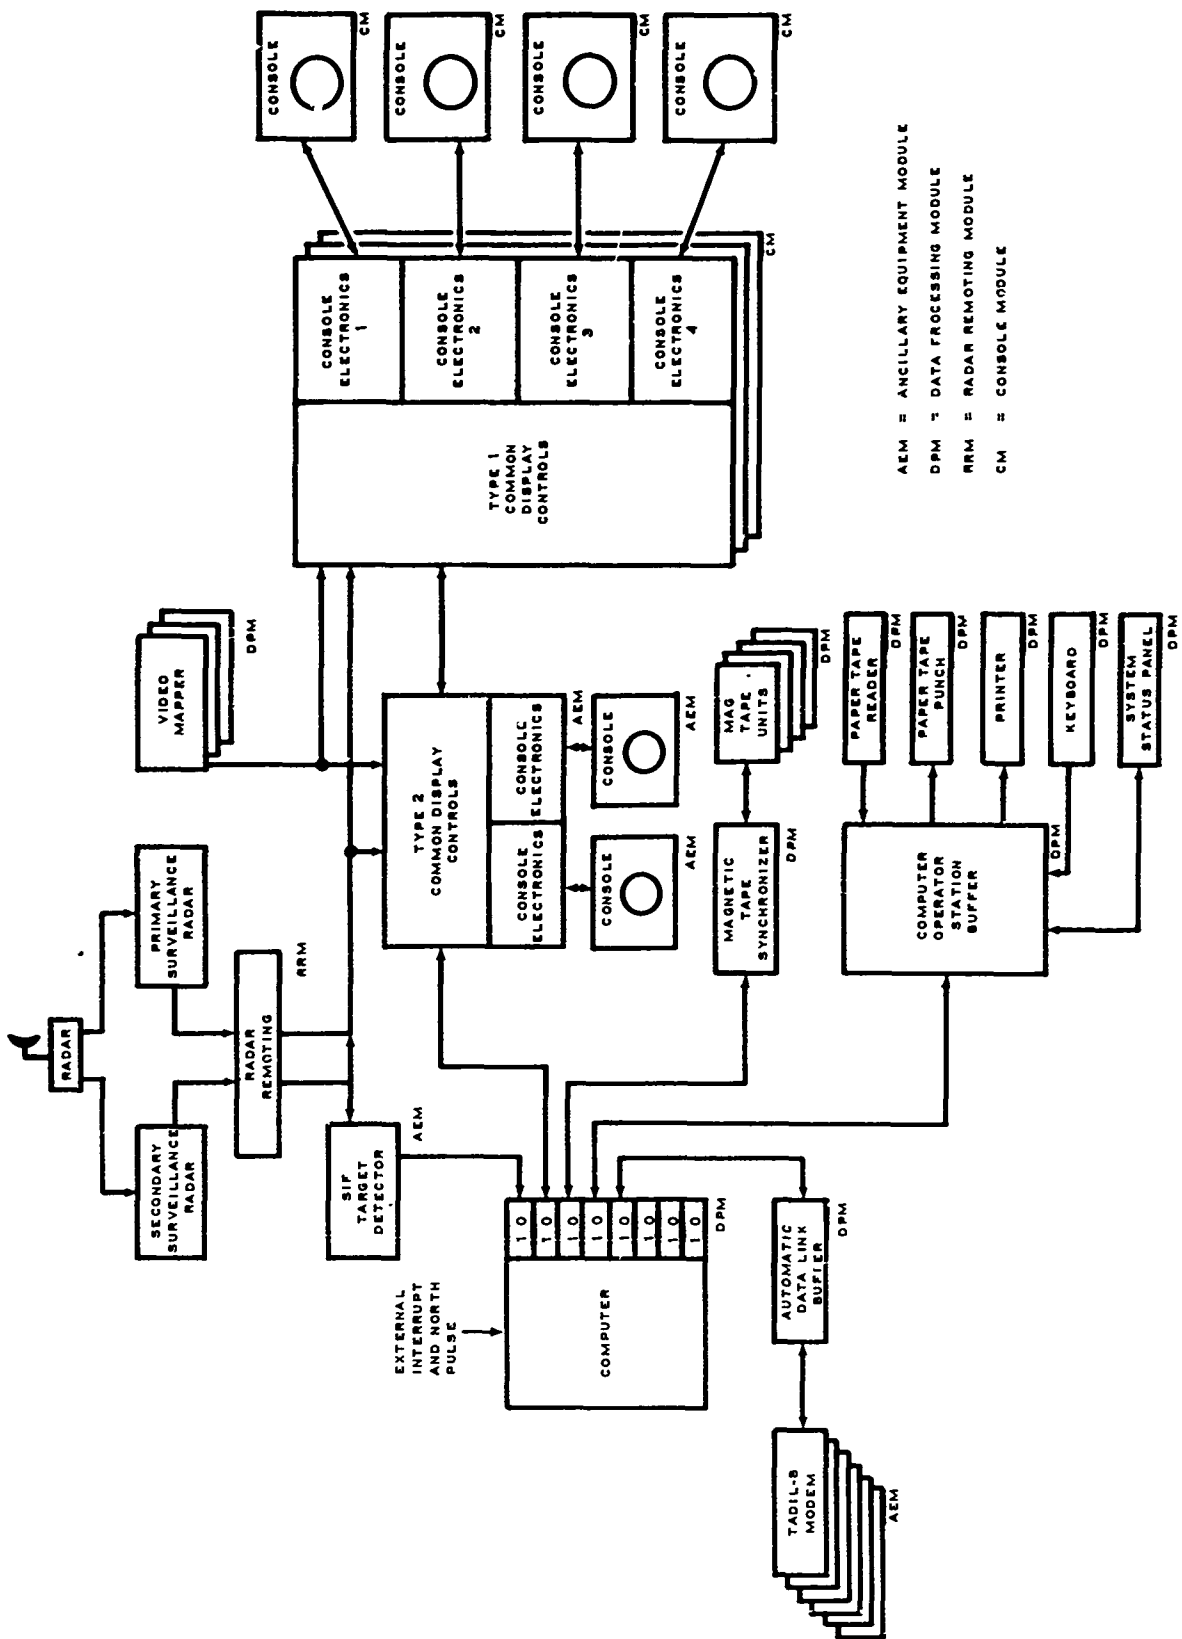 RADAR
SECONDARY
SURVEILLANCE
RADAR
PRIMARY
SURVEILLANCE
RADAR
RADAR
REMOTING
RRM
VIDEO
MAPPER
DPM
SIF
TARGET
DETECTOR
AEM
EXTERNAL
INTERRUPT
AND NORTH
PULSE
COMPUTER
I O
I O
I O
I O
I O
I O
I O
I O
DPM
TYPE 2
COMMON DISPLAY
CONTROLS
CONSOLE
ELECTRONICS
CONSOLE
ELECTRONICS
AEM
CONSOLE
AEM
CONSOLE
AEM
TYPE 1
COMMON
DISPLAY
CONTROLS
CONSOLE
ELECTRONICS
1
CONSOLE
ELECTRONICS
2
CONSOLE
ELECTRONICS
3
CONSOLE
ELECTRONICS
4
CM
CONSOLE
CM
CONSOLE
CM
CONSOLE
CM
CONSOLE
CM
MAGNETIC
TAPE
SYNCHRONIZER
DPM
MAG
TAPE
UNITS
DPM
TADIL-B
MODEM
AEM
AUTOMATIC
DATA LINK
BUFFER
DPM
COMPUTER
OPERATOR
STATION
BUFFER
DPM
PAPER TAPE
READER
DPM
PAPER TAPE
PUNCH
DPM
PRINTER
DPM
KEYBOARD
DPM
SYSTEM
STATUS PANEL
DPM
AEM = ANCILLARY EQUIPMENT MODULE
DPM = DATA PROCESSING MODULE
RRM = RADAR REMOTING MODULE
CM = CONSOLE MODULE